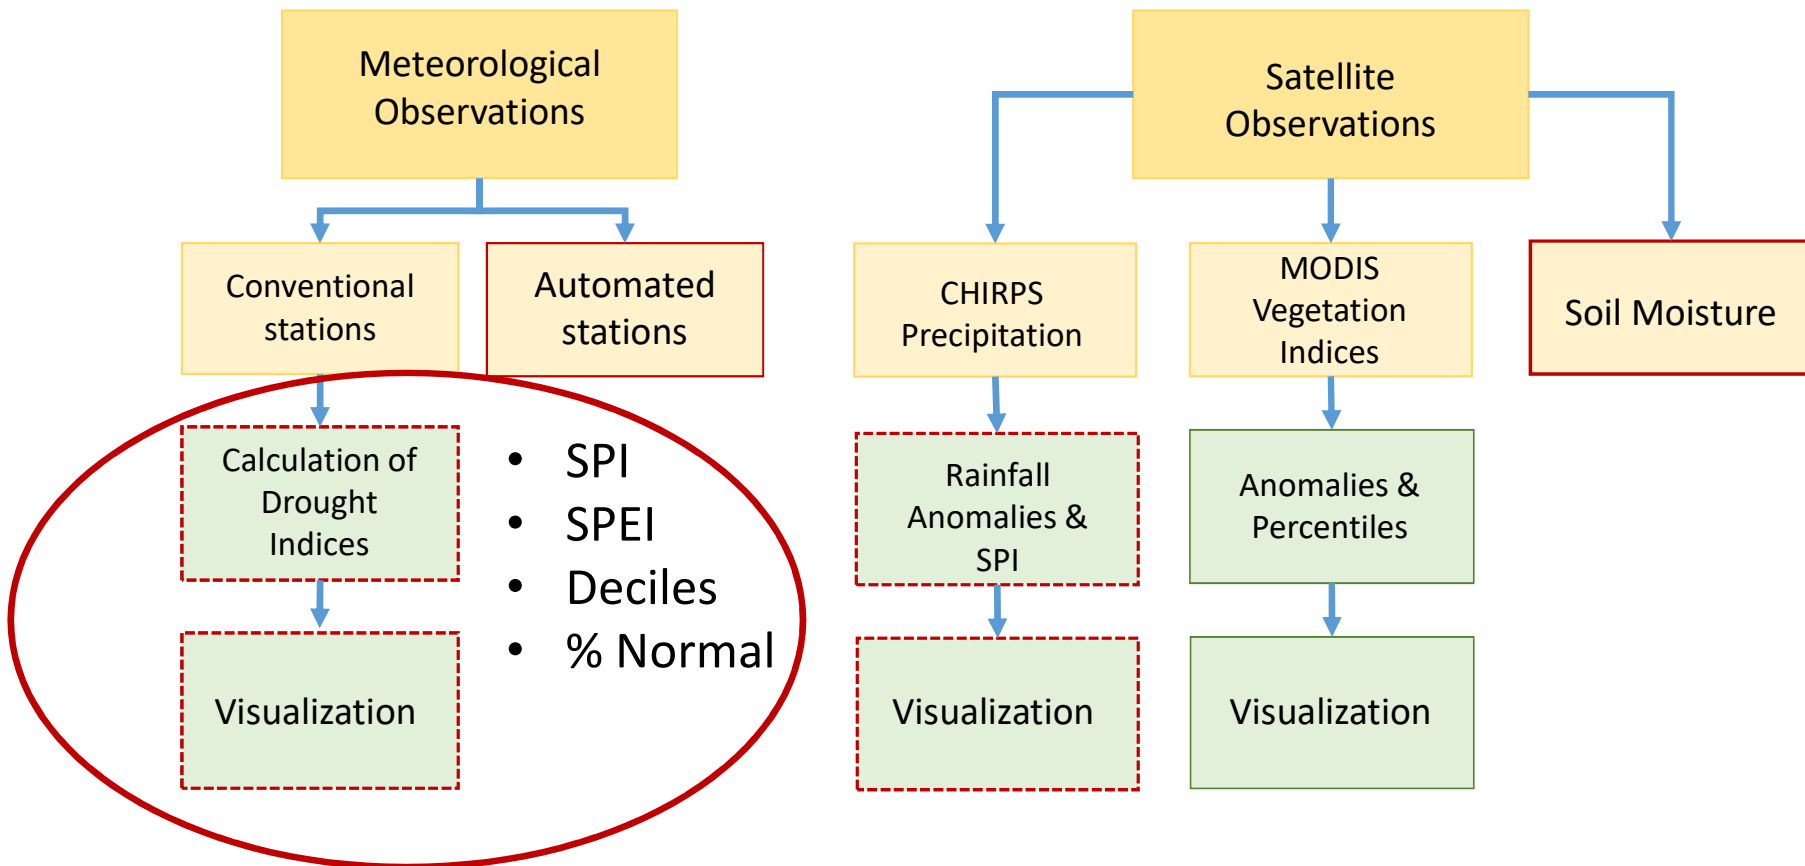 Meteorological
Observations
Satellite
Observations
Conventional
stations
Automated
stations
CHIRPS
Precipitation
MODIS
Vegetation
Indices
Soil Moisture
Calculation of
Drought
Indices
• SPI
• SPEI
• Deciles
• % Normal
Rainfall
Anomalies &
SPI
Anomalies &
Percentiles
Visualization
Visualization
Visualization